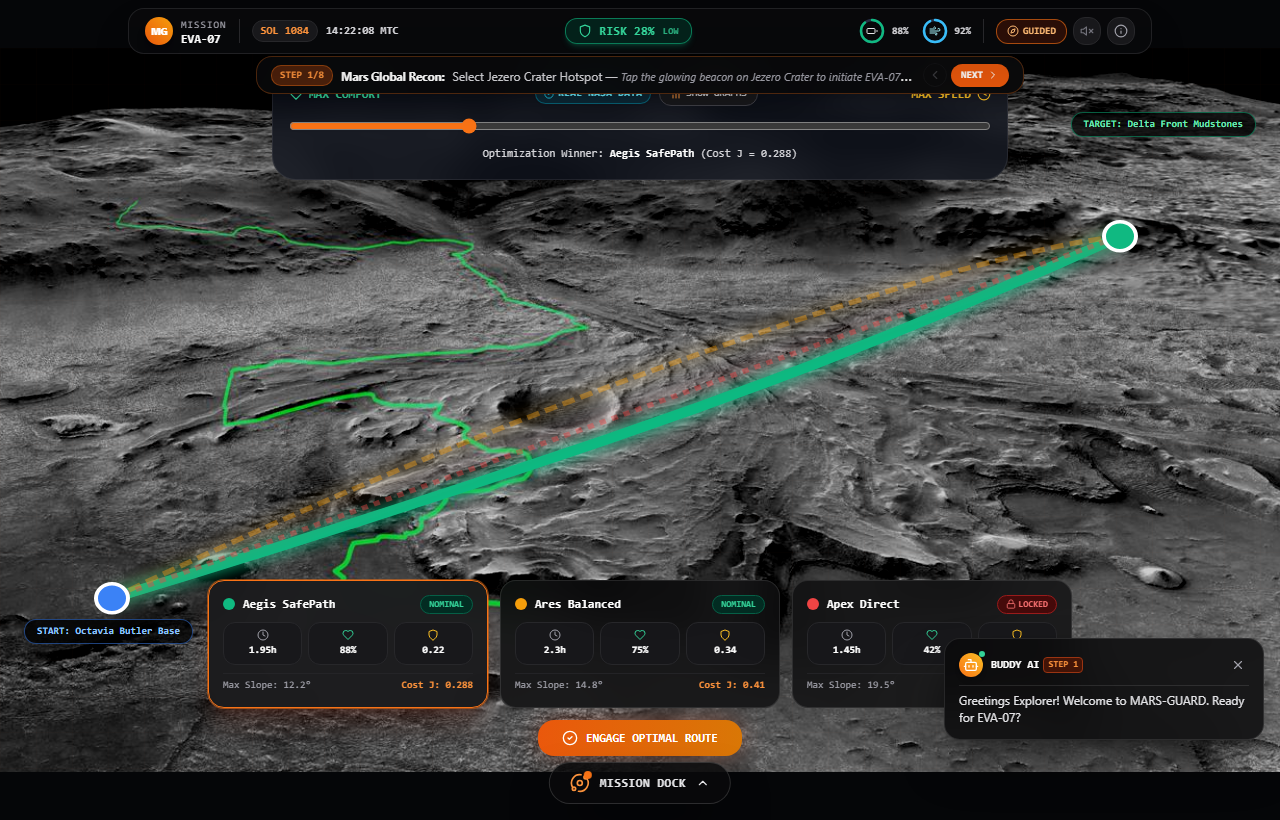 MG MISSION EVA-07 SOL 1084 14:22:08 MTC RISK 28% LOW 88% 92% GUIDED
STEP 1/8 Mars Global Recon: Select Jezero Crater Hotspot — Tap the glowing beacon on Jezero Crater to initiate EVA-07... NEXT
MAX COMFORT REAL NASA DATA SHOW GRAPHS MAX SPEED
TARGET: Delta Front Mudstones
Optimization Winner: Aegis SafePath (Cost J = 0.288)
START: Octavia Butler Base
Aegis SafePath NOMINAL
1.95h 88% 0.22
Max Slope: 12.2° Cost J: 0.288
Ares Balanced NOMINAL
2.3h 75% 0.34
Max Slope: 14.8° Cost J: 0.41
Apex Direct LOCKED
1.45h 42%
Max Slope: 19.5°
BUDDY AI STEP 1
Greetings Explorer! Welcome to MARS-GUARD. Ready
for EVA-07?
ENGAGE OPTIMAL ROUTE
MISSION DOCK